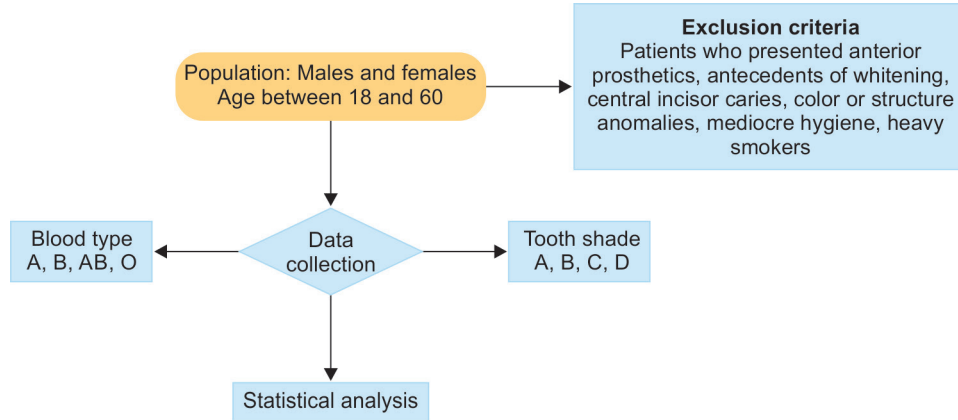 Population: Males and females
Age between 18 and 60
Exclusion criteria
Patients who presented anterior
prosthetics, antecedents of whitening,
central incisor caries, color or structure
anomalies, mediocre hygiene, heavy
smokers
Blood type
A, B, AB, O
Data
collection
Tooth shade
A, B, C, D
Statistical analysis